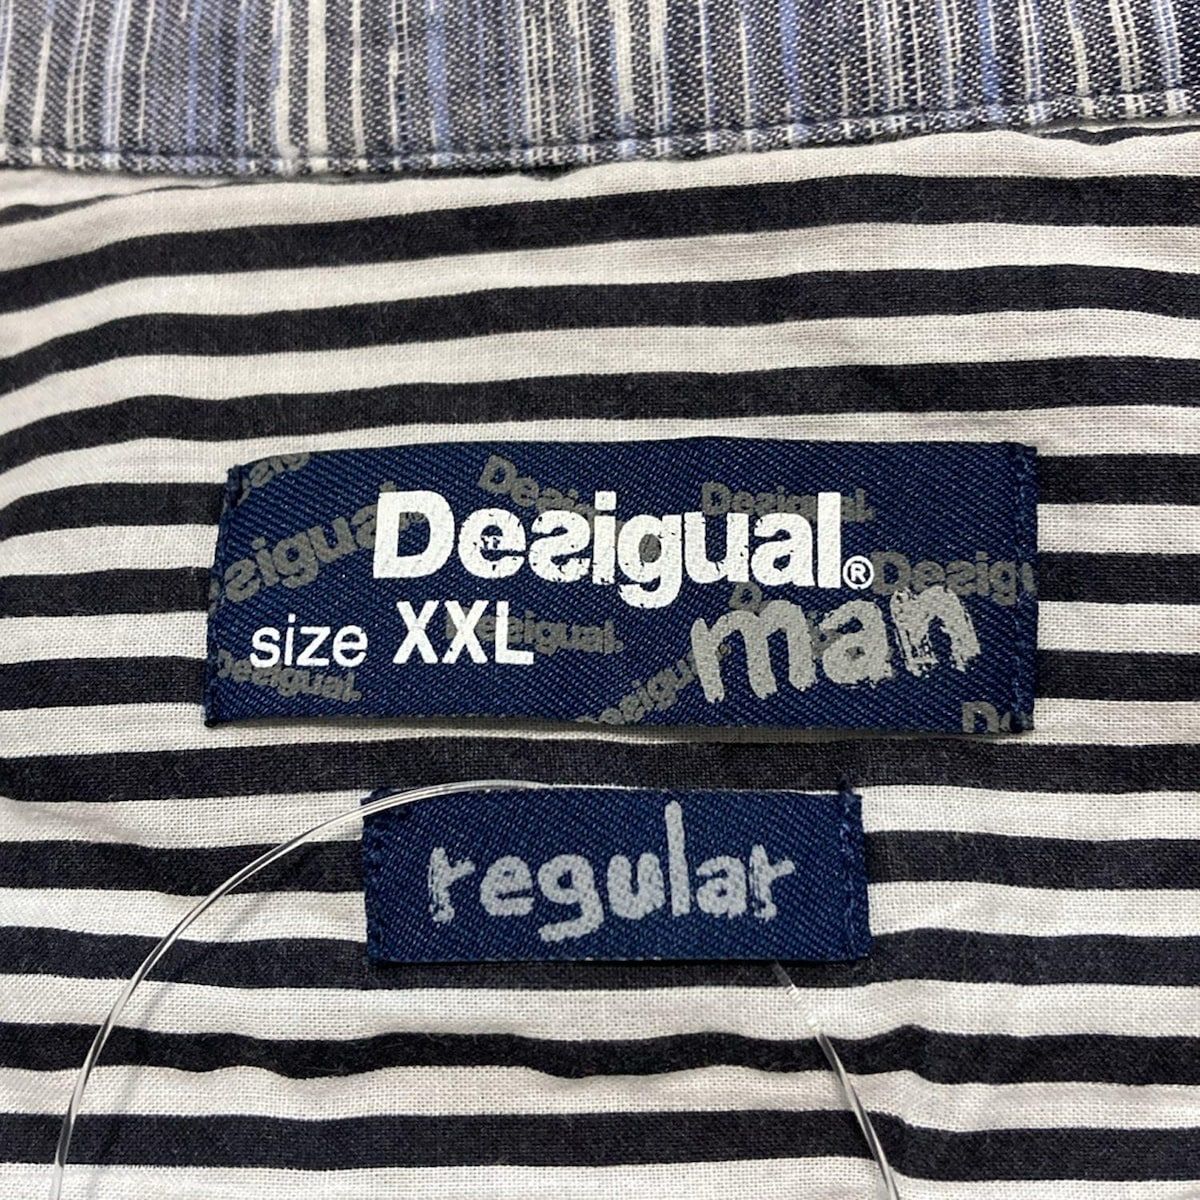 Desigual®
size XXL man
regular